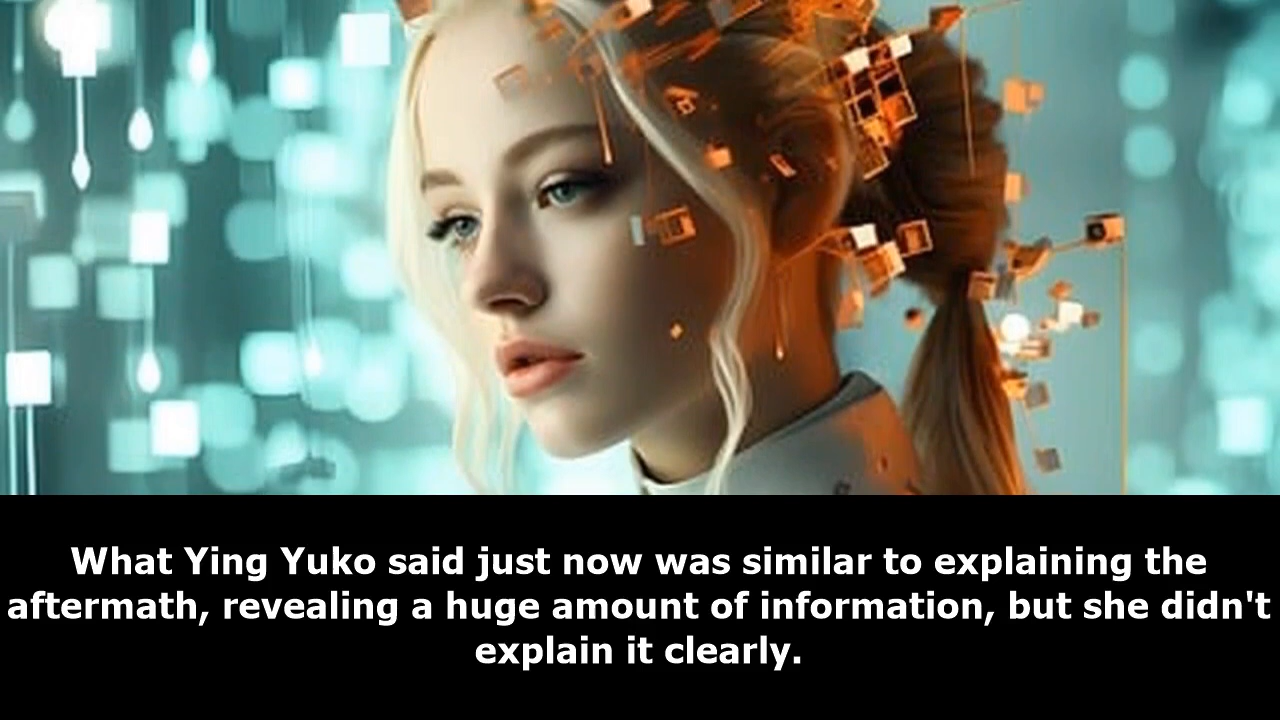 What Ying Yuko said just now was similar to explaining the
aftermath, revealing a huge amount of information, but she didn't
explain it clearly.